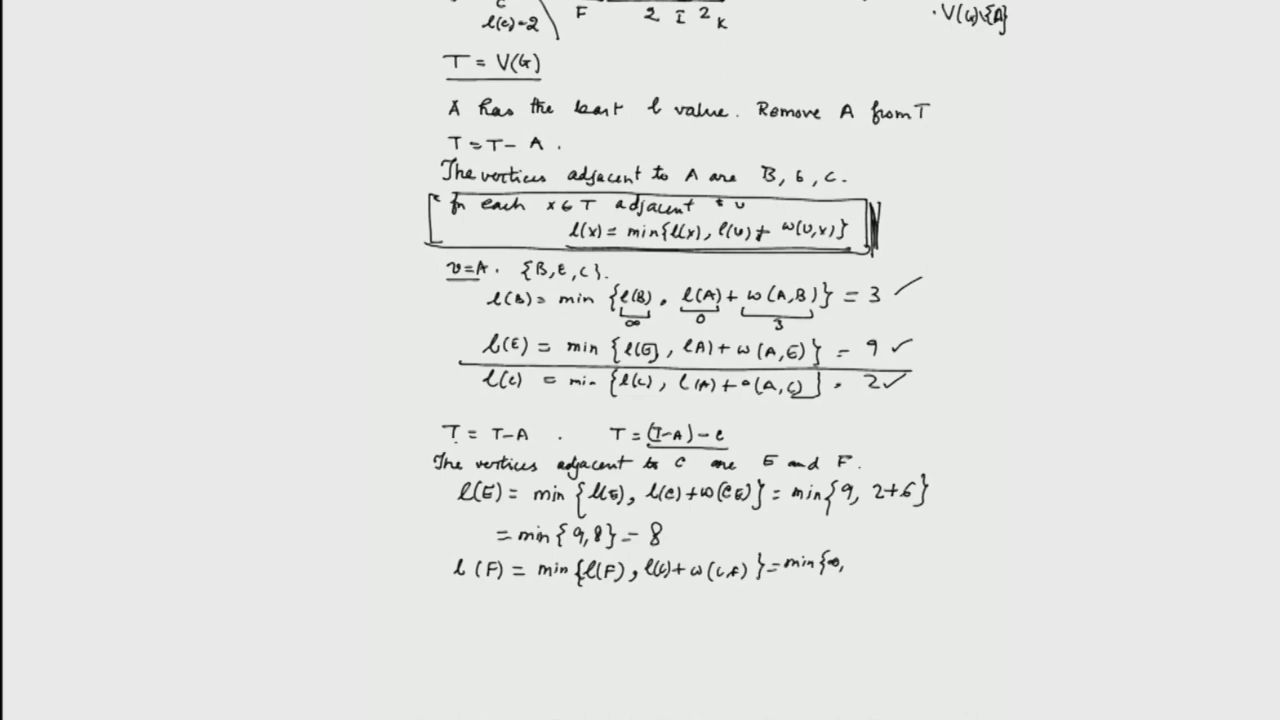 C
l(C)=2 F 2 I 2 K
. V(G)\{A}
T = V(G)
A has the least l value. Remove A from T
T = T - A .
The vertices adjacent to A are B, E, C.
for each x ∈ T adjacent to v
l(x) = min{l(x), l(v) + w(v,x)}
v=A. {B, E, C}.
l(B) = min {l(B), l(A) + w(A,B)} = 3 ✓
∞ 0 3
l(E) = min {l(E), l(A) + w(A,E)} = 9 ✓
l(C) = min {l(C), l(A) + w(A,C)} = 2 ✓
T = T-A . T = (T-A) - C
The vertices adjacent to C are E and F.
l(E) = min {l(E), l(C) + w(C,E)} = min{9, 2+6}
= min{9,8} = 8
l(F) = min{l(F), l(C) + w(C,F)} = min{∞,